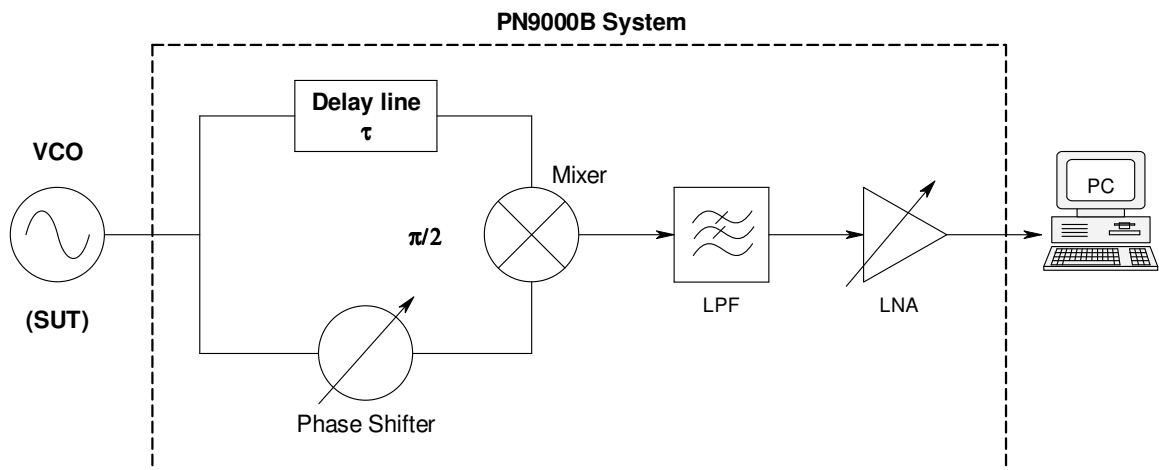 PN9000B System
Delay line
τ
VCO
Mixer
PC
π/2
(SUT)
LPF
LNA
Phase Shifter